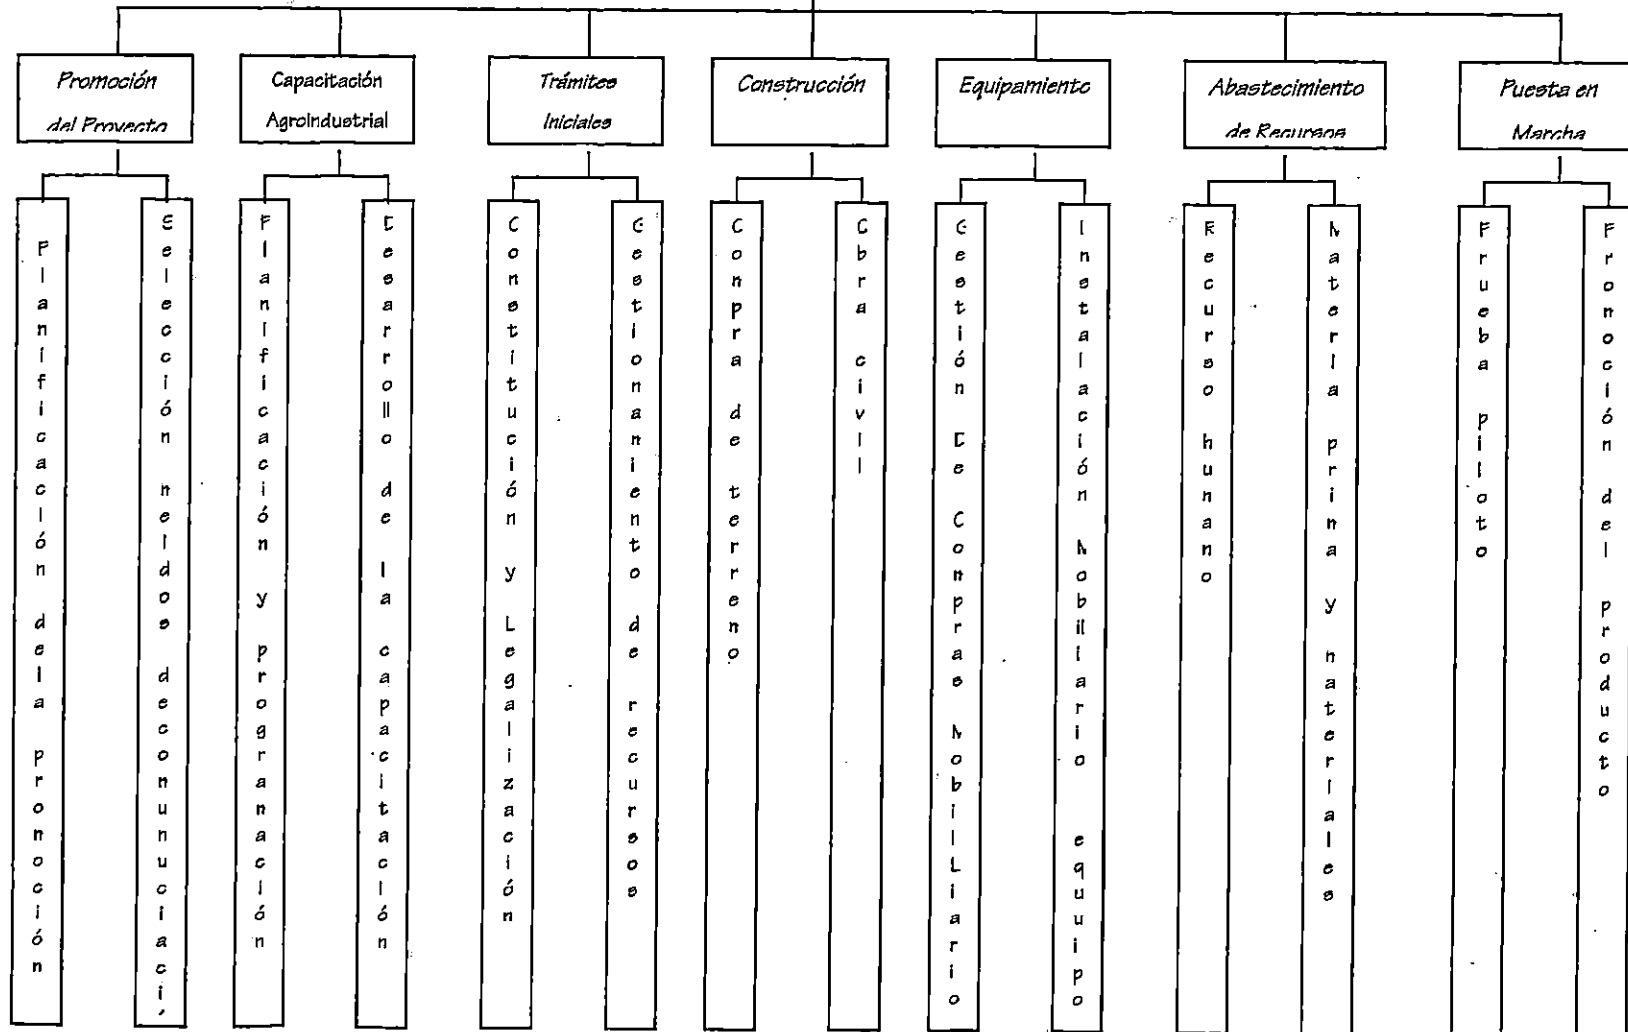 Promoción
del Proyecto
Capacitación
Agroindustrial
Trámites
Iniciales
Construcción
Equipamiento
Abastecimiento
de Recursos
Puesta en
Marcha
Planificación de la promoción
Selección medios de comunicaci
Planificación y programación
Desarrollo de la capacitación
Constitución y Legalización
Gestionamiento de recursos
Compra de terreno
Obra civil
Gestión De Compras Mobiliario
Instalación Mobiliario equipo
Recurso humano
Materia prima y materiales
Prueba piloto
Promoción del producto